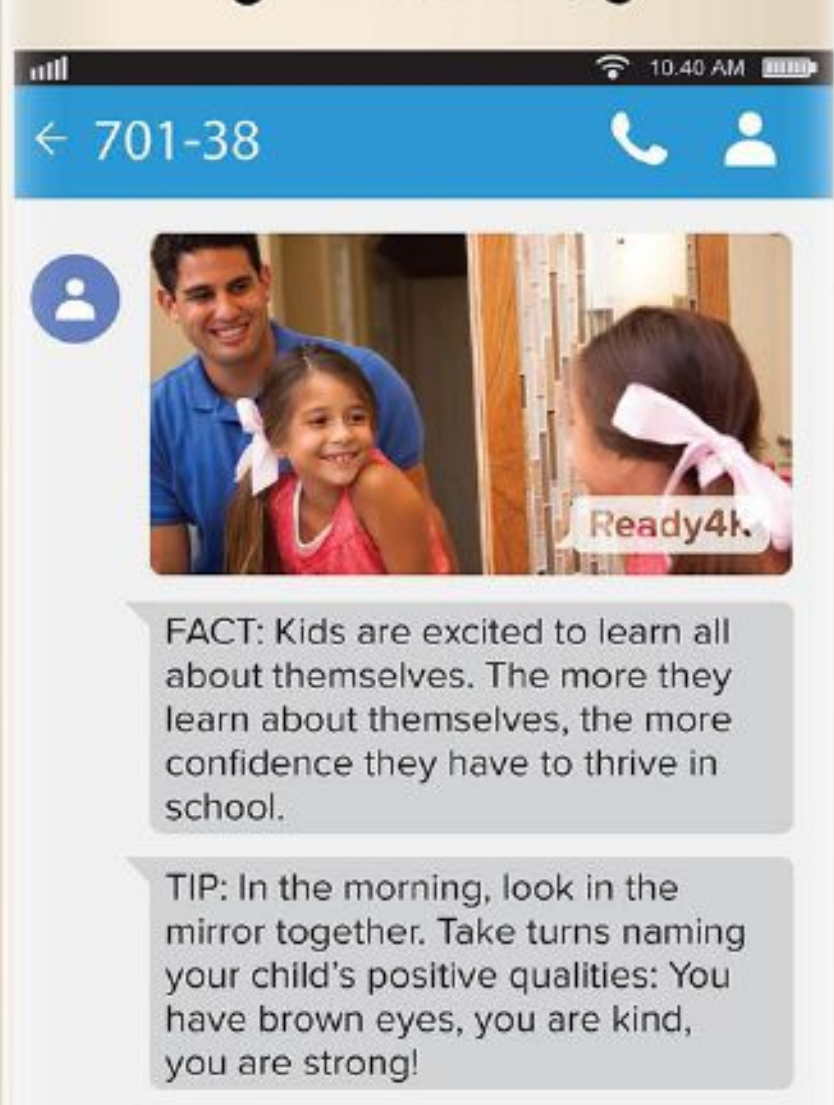 10.40 AM
701-38
Ready4K
FACT: Kids are excited to learn all
about themselves. The more they
learn about themselves, the more
confidence they have to thrive in
school.
TIP: In the morning, look in the
mirror together. Take turns naming
your child's positive qualities: You
have brown eyes, you are kind,
you are strong!